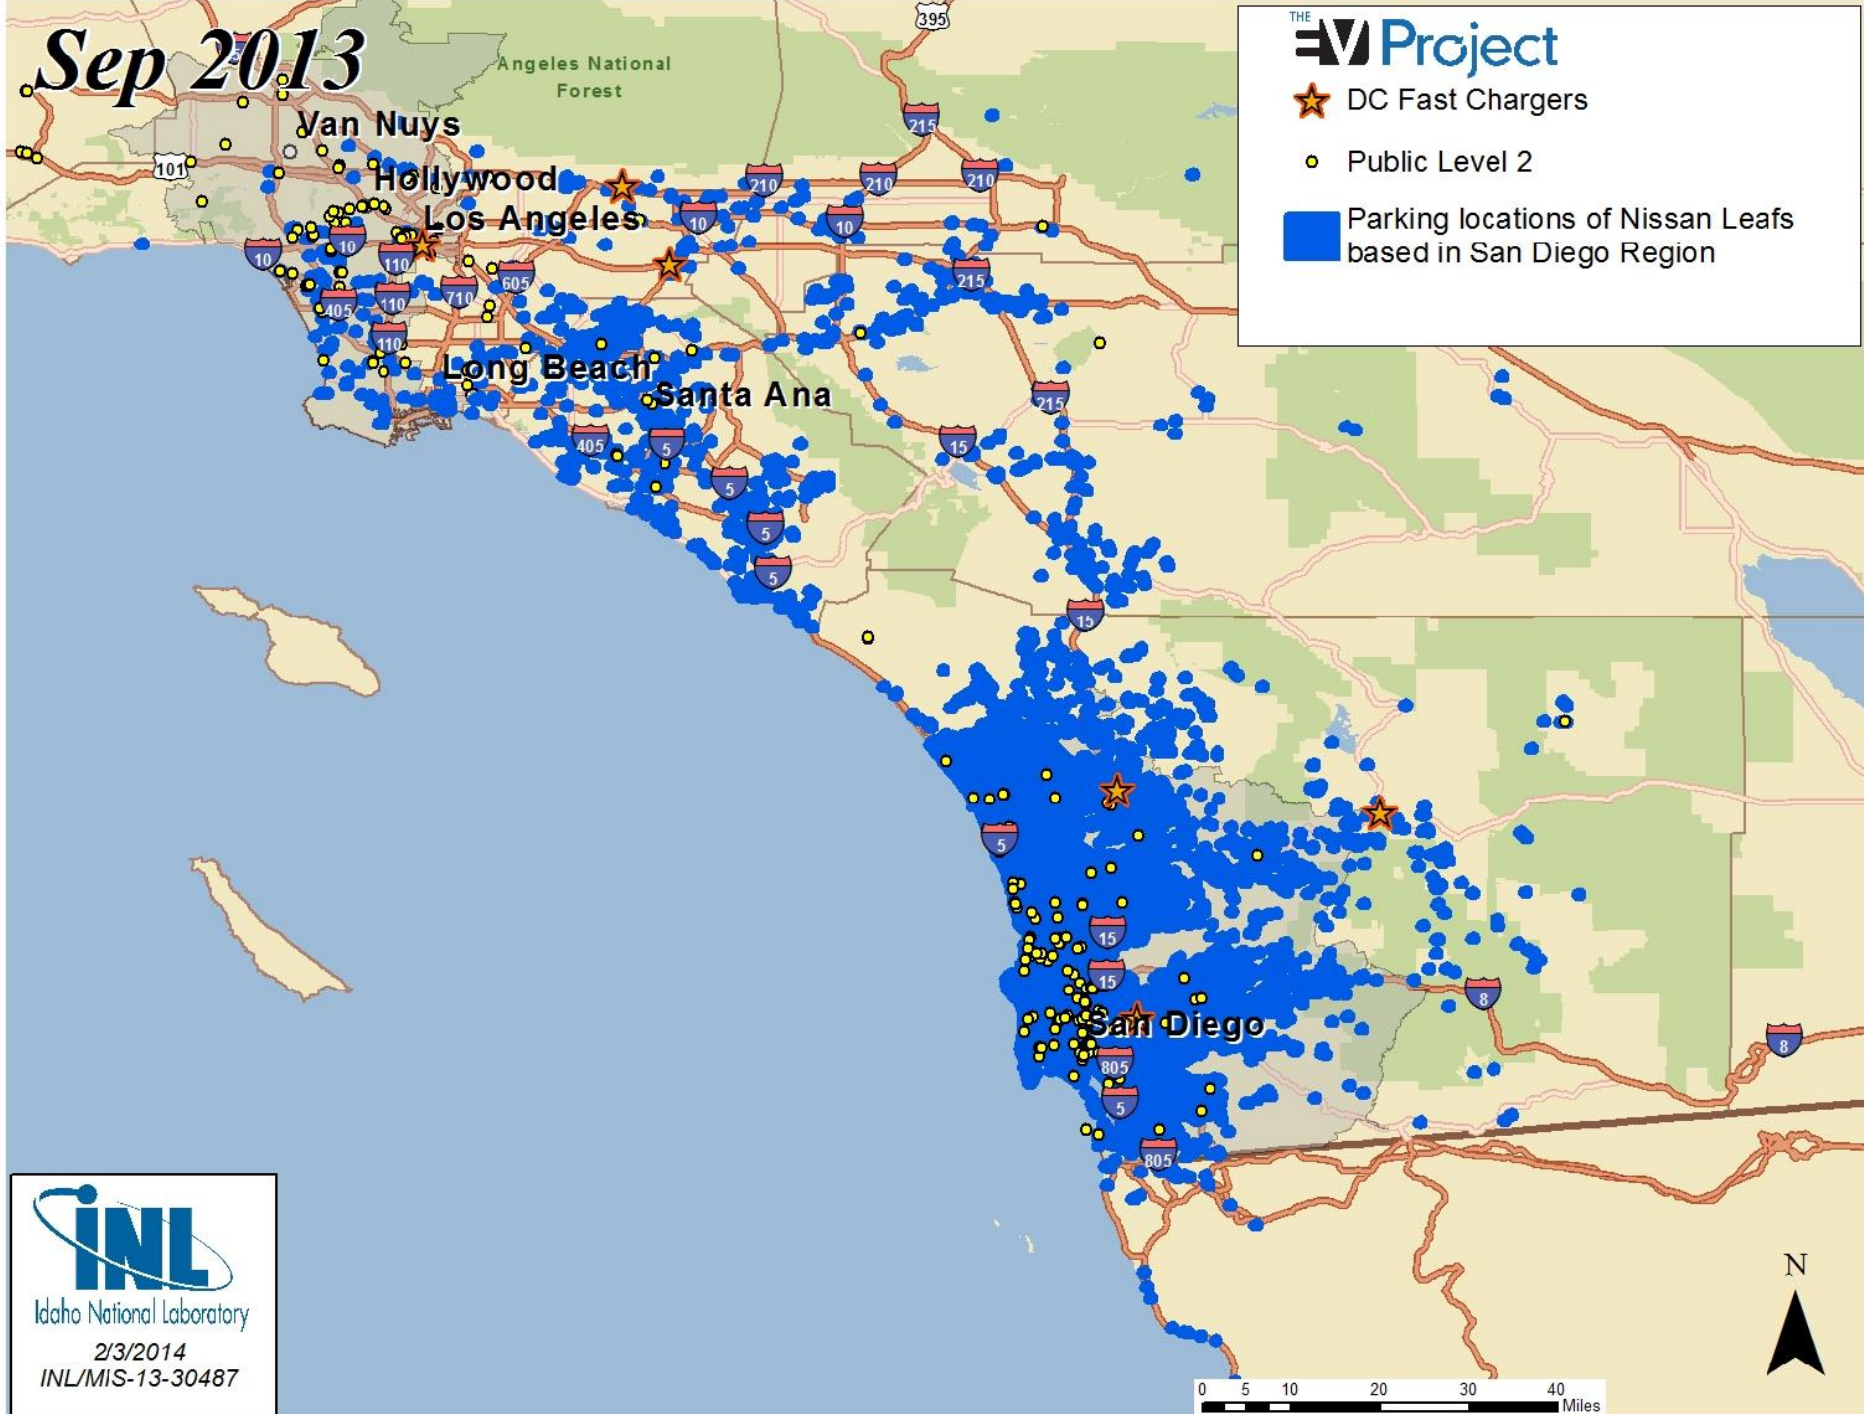 Sep 2013
395
Angeles National
Forest
THE
EV Project
DC Fast Chargers
Public Level 2
Parking locations of Nissan Leafs
based in San Diego Region
215
Van Nuys
101
Hollywood
210
210
210
Los Angeles
10
10
10
10
110
605
215
405
110
710
110
Long Beach
Santa Ana
215
405
5
15
5
5
5
15
5
15
15
8
San Diego
8
805
5
805
INL
Idaho National Laboratory
2/3/2014
INL/MIS-13-30487
N
0 5 10 20 30 40
Miles